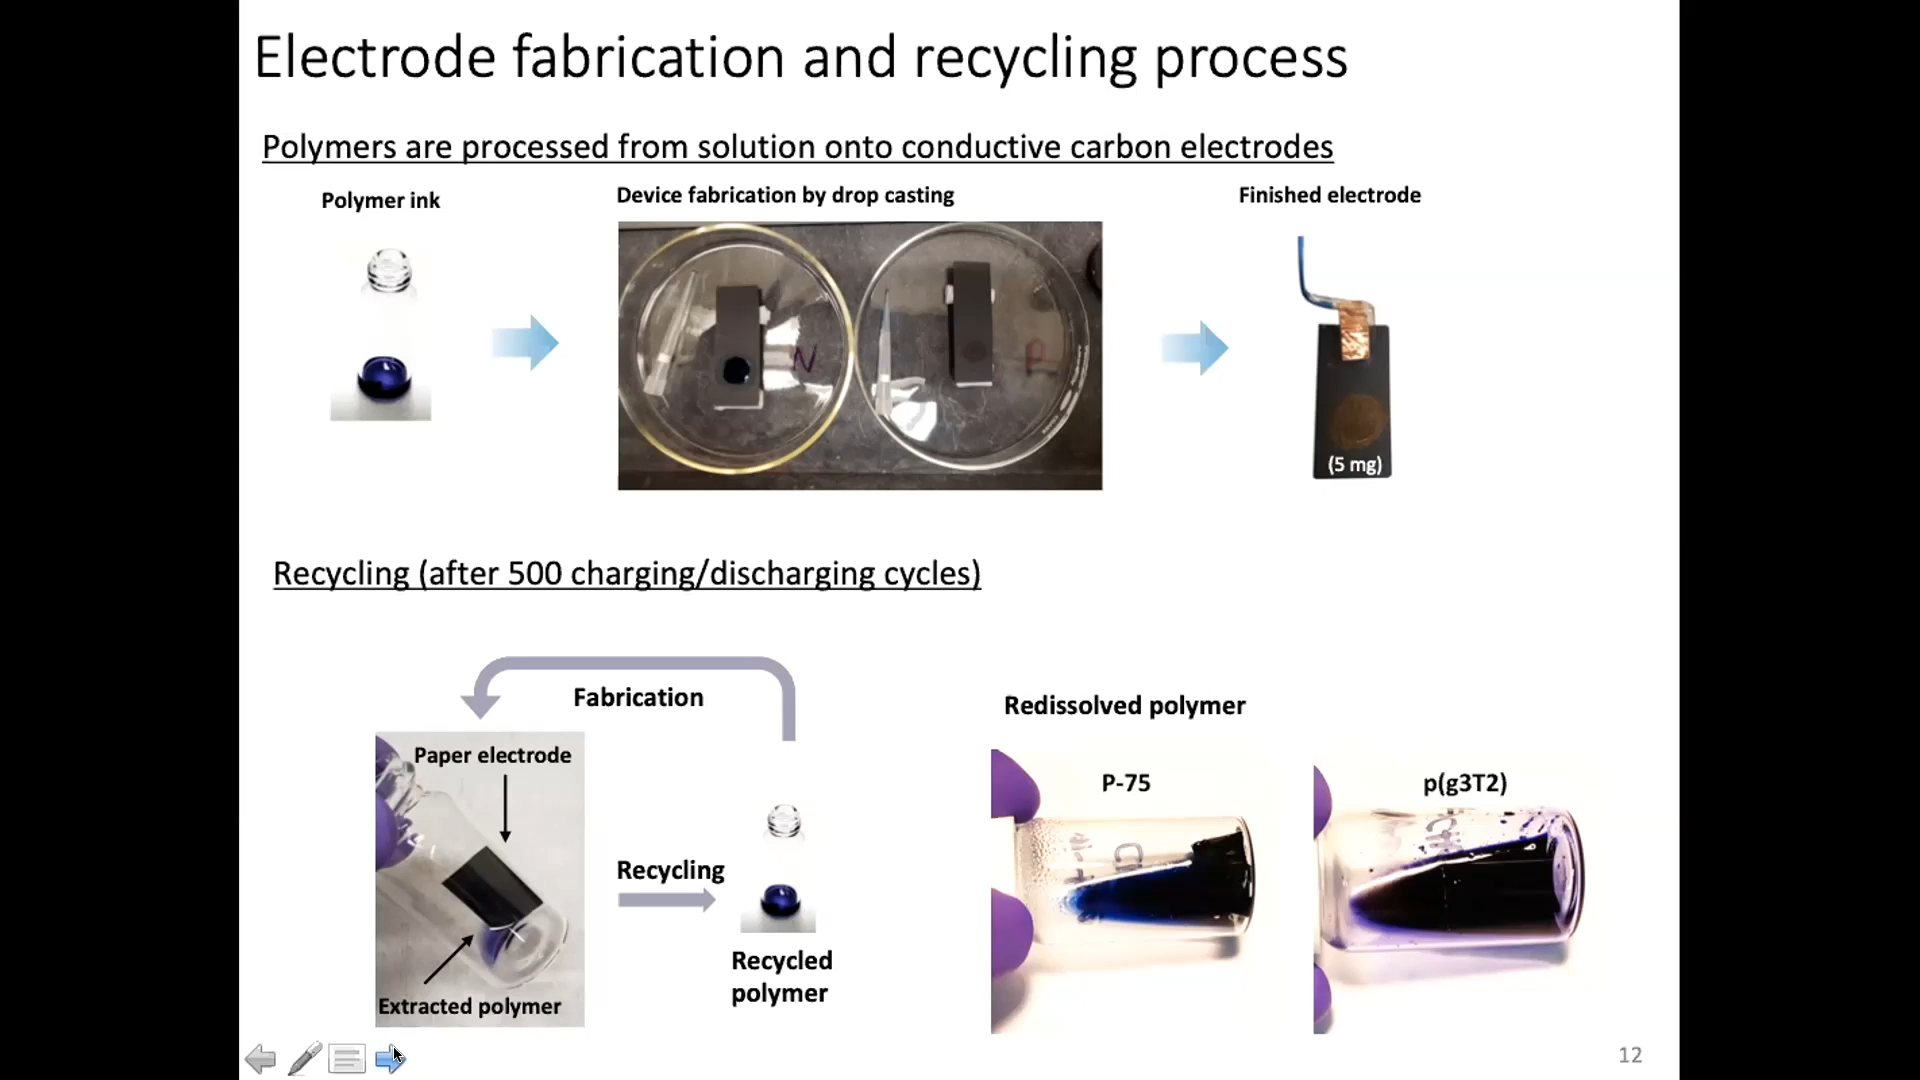 Electrode fabrication and recycling process
Polymers are processed from solution onto conductive carbon electrodes
Polymer ink
Device fabrication by drop casting
Finished electrode
N
P
(5 mg)
Recycling (after 500 charging/discharging cycles)
Fabrication
Redissolved polymer
Paper electrode
P-75
p(g3T2)
Recycling
Recycled
polymer
Extracted polymer
12